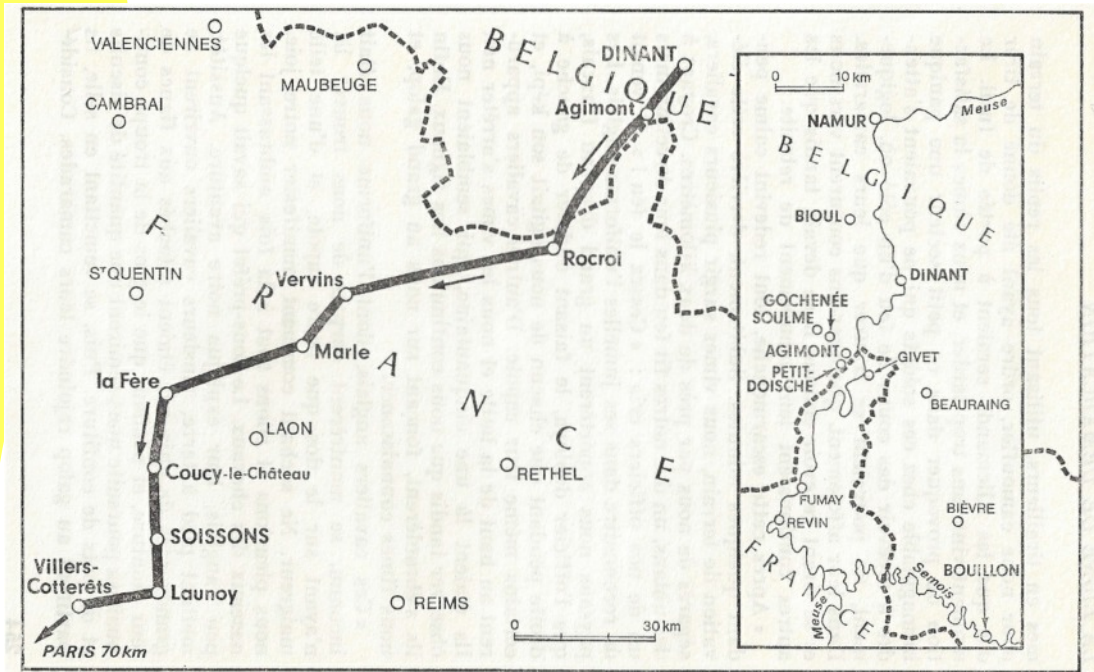 VALENCIENNES
MAUBEUGE
CAMBRAI
BELGIQUE
DINANT
Agimont
Rocroi
Vervins
ST QUENTIN
Marle
FRANCE
la Fère
LAON
Coucy-le-Château
RETHEL
SOISSONS
Villers-
Cotterêts
Launoy
REIMS
PARIS 70km
0 30 km
0 10 km
Meuse
NAMUR
BELGIQUE
BIOUL
DINANT
GOCHENÉE
SOULME
AGIMONT
PETIT-
DOISCHE
GIVET
BEAURAING
FUMAY
REVIN
BIÈVRE
BOUILLON
FRANCE
Semois
Meuse